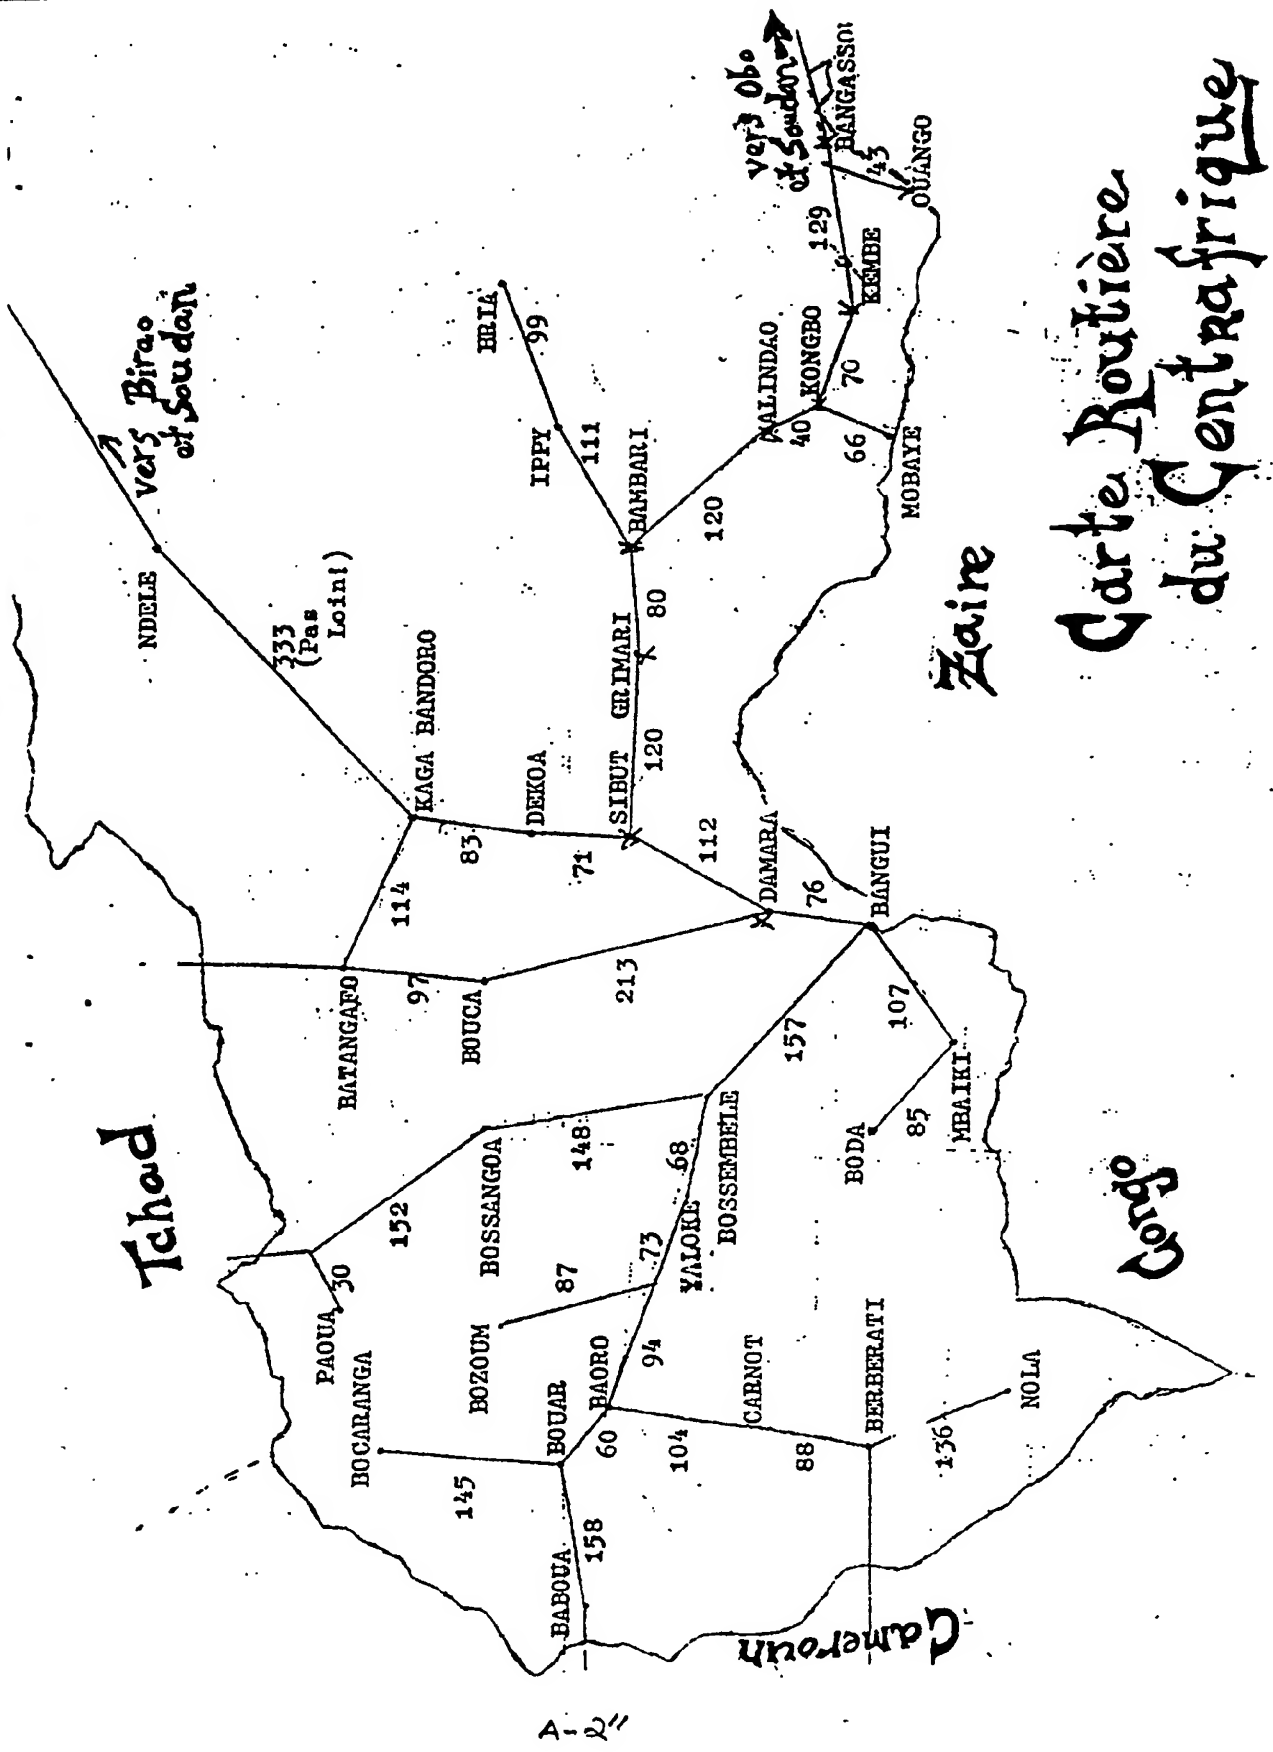 Carte Routière
du Centrafrique
Tchad
Cameroun
Congo
Zaire
vers Birao
et Soudan
vers Obo
et Soudan
NDELE
333
(Pas
Loin!)
KAGA BANDORO
83
DEKOA
71
114
BATANGAFO
97
BOUCA
213
SIBUT
120
GRIMARI
80
BAMBARI
111
IPPY
99
BRIA
120
ALINDAO
40
KONGBO
66
MOBAYE
70
KEMBE
129
43
OUANGO
112
DAMARA
76
BANGUI
107
MBAIKI
85
BODA
157
BOSSEMBELE
148
BOSSANGOA
152
30
PAOUA
68
YALOKE
73
87
BOZOUM
94
BAORO
60
BOUAR
145
BOCARANGA
158
BABOUA
104
CARNOT
88
BERBERATI
136
NOLA
A-2"